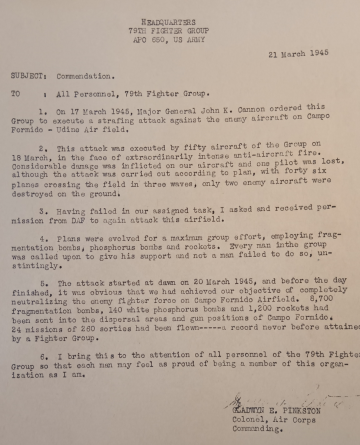 HEADQUARTERS
79TH FIGHTER GROUP
APO 650, US ARMY
21 March 1945
SUBJECT: Commendation.
TO : All Personnel, 79th Fighter Group.
1. On 17 March 1945, Major General John K. Cannon ordered this
Group to execute a strafing attack against the enemy aircraft on Campo
Formido - Udine Air field.
2. This attack was executed by fifty aircraft of the Group on
18 March, in the face of extraordinarily intense anti-aircraft fire.
Considerable damage was inflicted on our aircraft and one pilot was lost.
although the attack was carried out according to plan, with forty six
planes crossing the field in three waves, only two enemy aircraft were
destroyed on the ground.
3. Having failed in our assigned task, I asked and received per-
mission from DAF to again attack this airfield.
4. Plans were evolved for a maximum group effort, employing frag-
mentation bombs, phosphorus bombs and rockets. Every man inthe group
was called upon to give his support and not a man failed to do so, un-
stintingly.
5. The attack started at dawn on 20 March 1945, and before the day
finished, it was obvious that we had achieved our objective of completely
neutralizing the enemy fighter force on Campo Formido Airfield. 8,700
fragmentation bombs, 140 white phosphorus bombs and 1,200 rockets had
been sent into the dispersal areas and gun positions of Campo Formido.
24 missions of 280 sorties had been flown-----a record never before attained
by a Fighter Group.
6. I bring this to the attention of all personnel of the 79th Fighter
Group so that each man may feel as proud of being a member of this organ-
ization as I am.
GLADWYN E. PINKSTON
Colonel, Air Corps
Commanding.